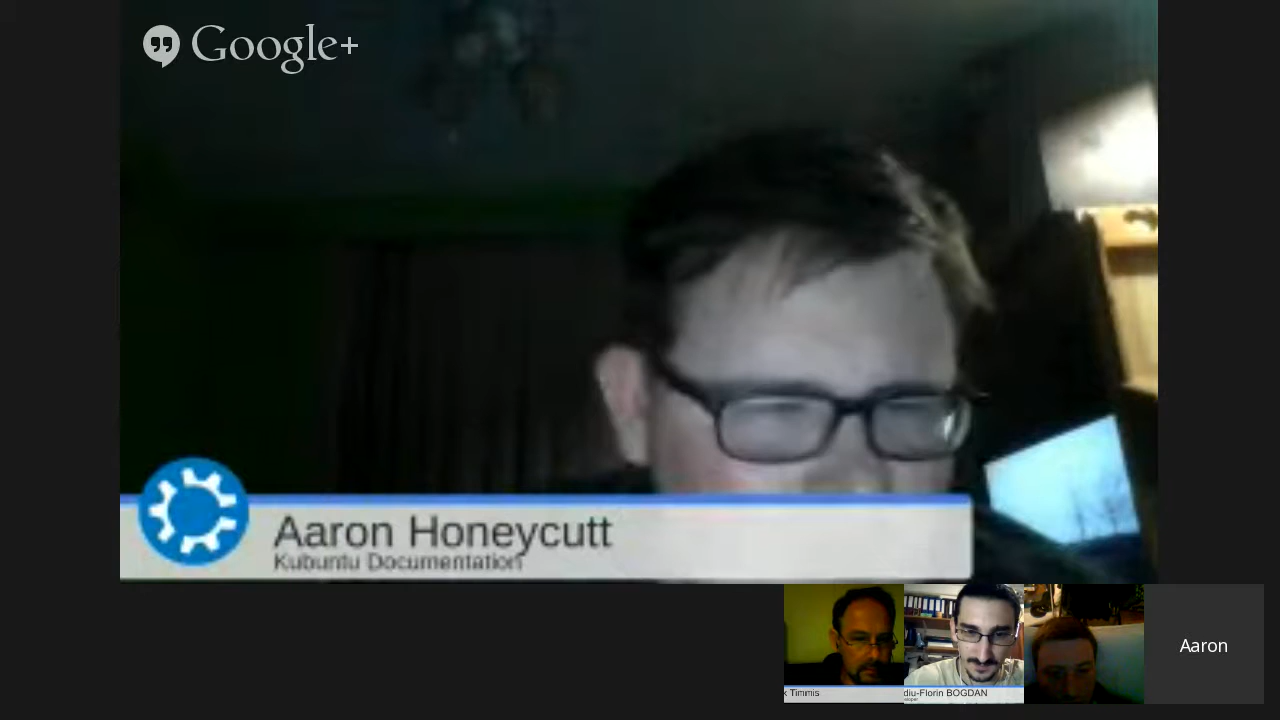 Google+
Aaron Honeycutt
Kubuntu Documentation
k Timmis
diu-Florin BOGDAN
Aaron